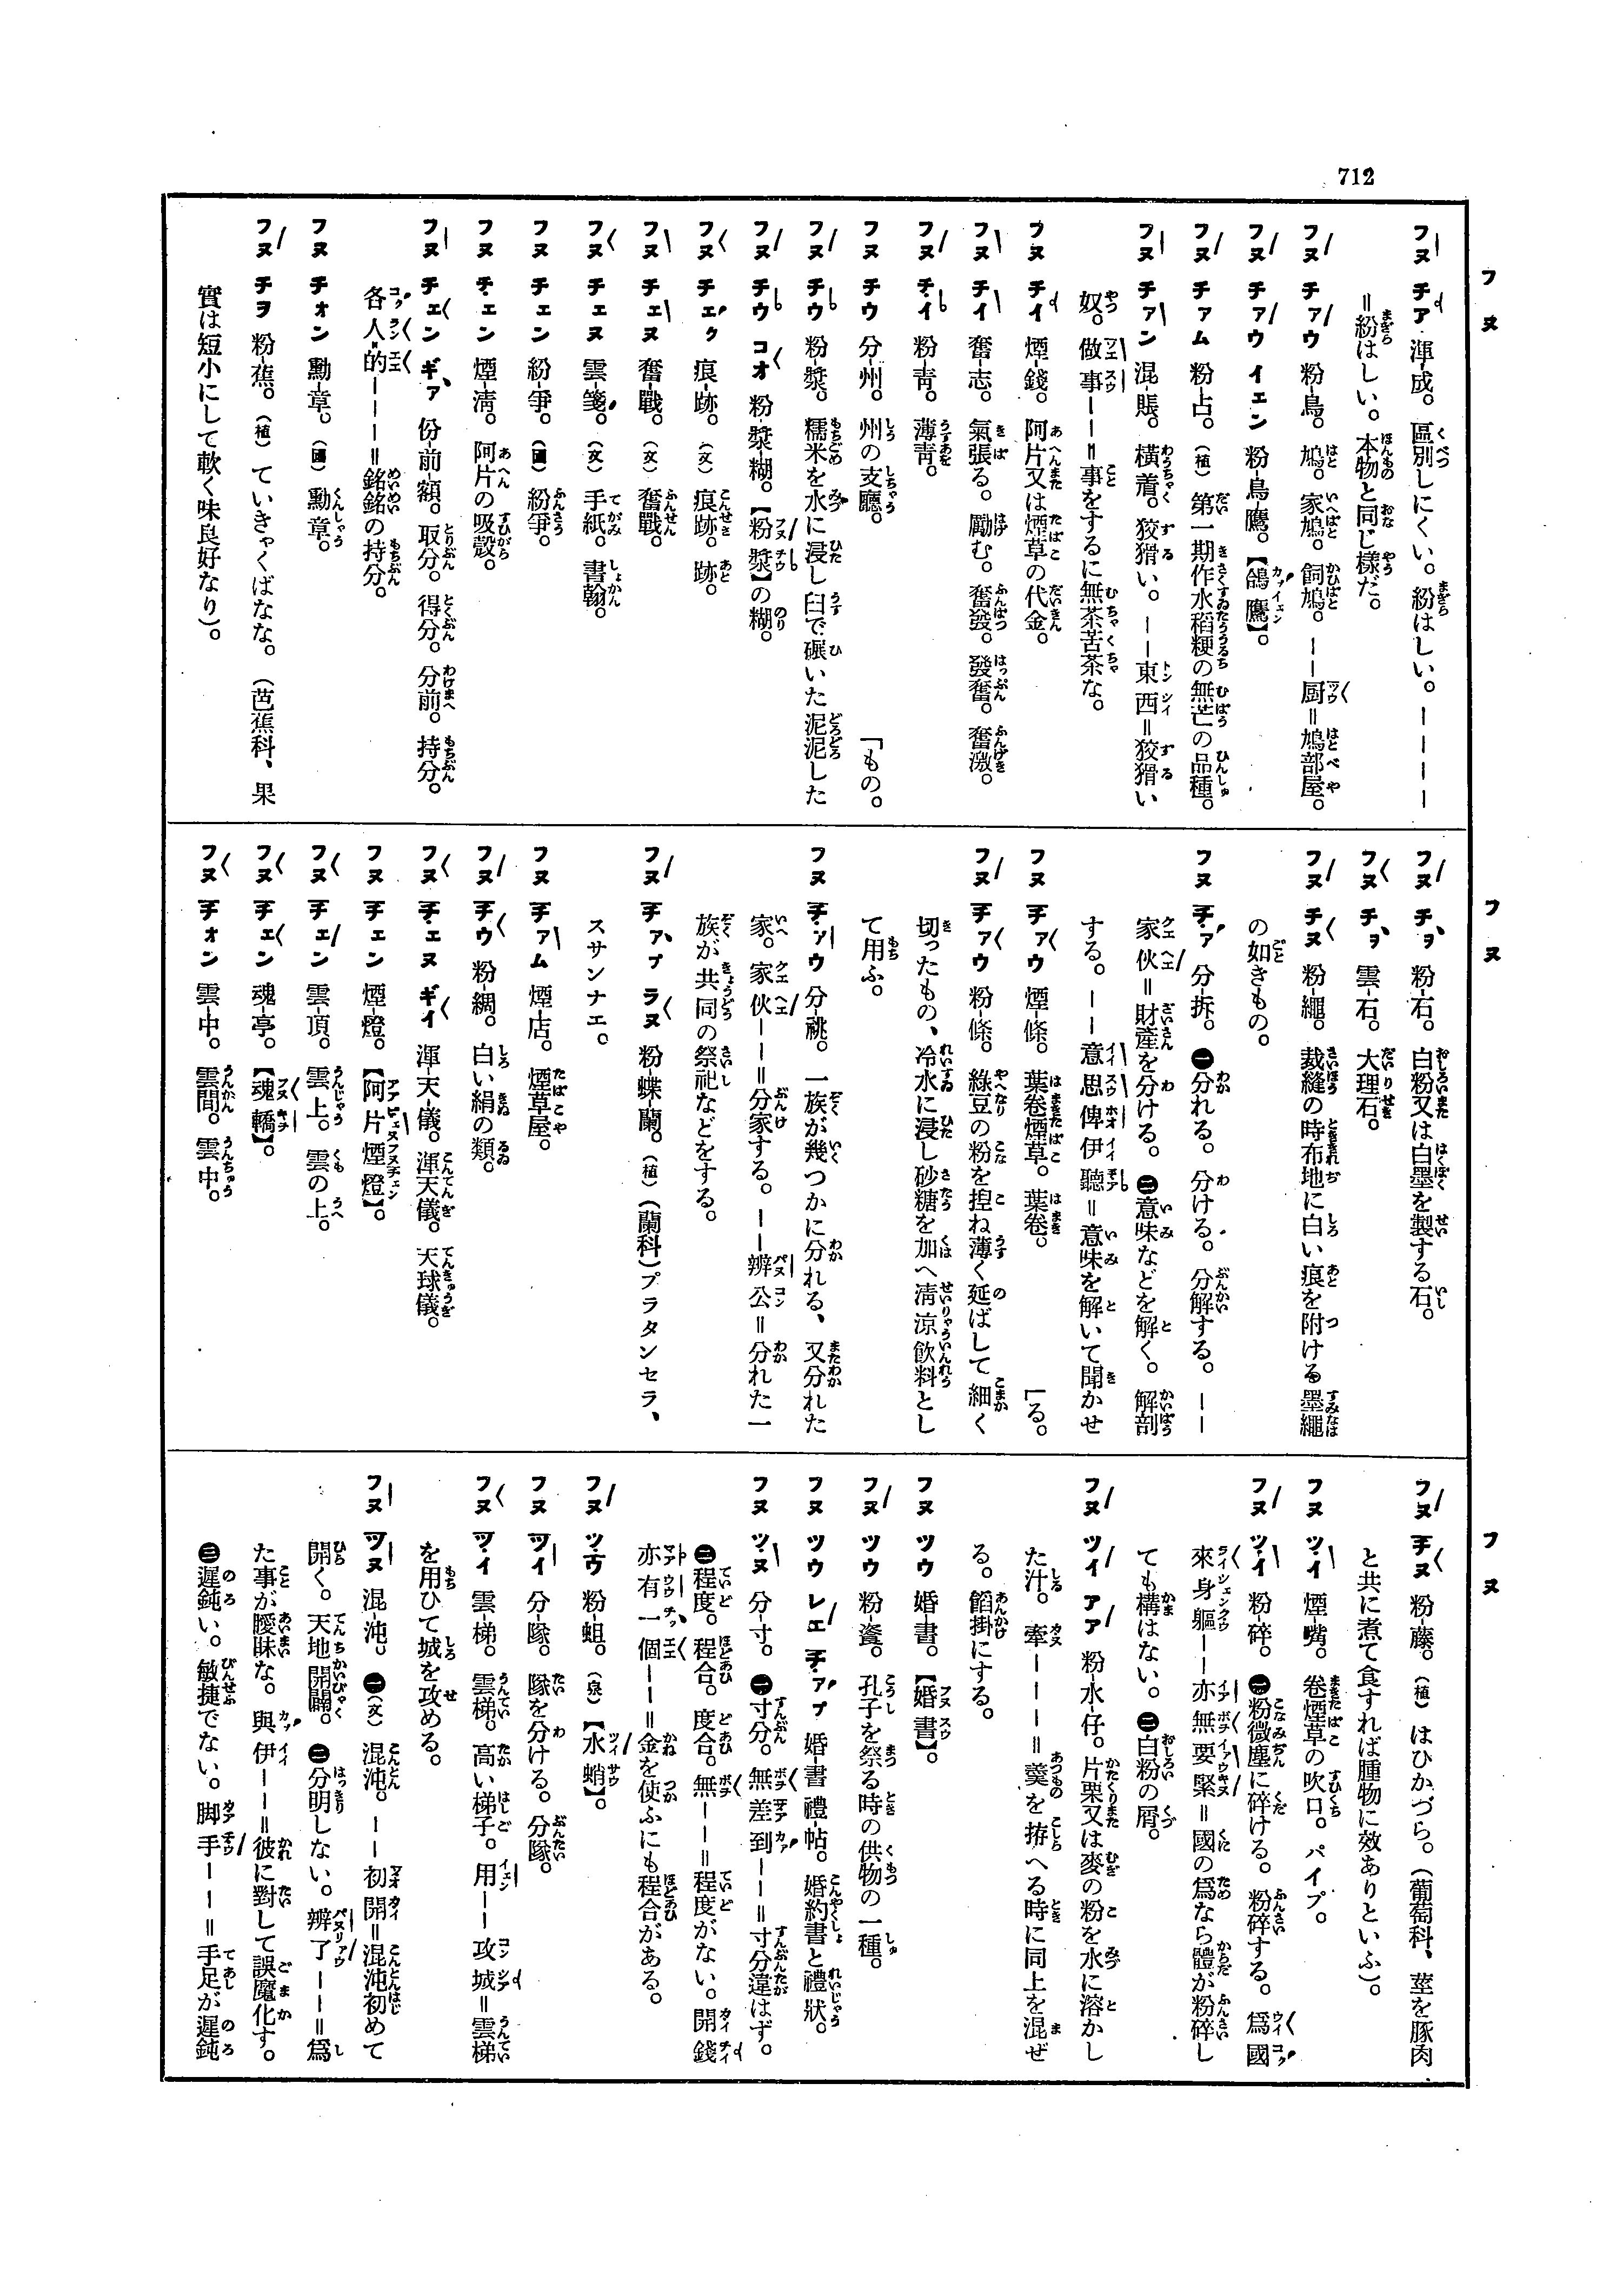 712
フヌ
フヌ チア 渾-成。區別しにくい。紛はしい。――――
＝紛はしい。本物と同じ樣だ。
フヌ チァウ 粉-鳥。鳩。家鳩。飼鳩。――厨＝鳩部屋。
フヌ チァウ イェン 粉-鳥-鷹。【鴿鷹】。
フヌ チァム 粉-占。（植）第一期作水稻粳の無芒の品種。
フヌ チァン 混-賬。橫着。狡猾い。――東西＝狡猾い
奴。做事――＝事をするに無茶苦茶な。
フヌ チイ 煙-錢。阿片又は煙草の代金。
フヌ チイ 奮-志。氣張る。勵む。奮發。發奮。奮激。
フヌ チイ 粉-靑。薄靑。
フヌ チウ 分-州。州の支廳。 「もの。
フヌ チウ 粉-漿。糯米を水に浸し臼で碾いた泥泥した
フヌ チウ コオ 粉-漿-糊。【粉漿】の糊。
フヌ チェク 痕-跡。（文）痕跡。跡。
フヌ チェヌ 奮-戰。（文）奮戰。
フヌ チェヌ 雲-箋。（文）手紙。書翰。
フヌ チェン 紛-爭。（國）紛爭。
フヌ チェン 煙-淸。阿片の吸殼。
フヌ チェン ギァ 份-前-額。取分。得分。分前。持分。
各人的――――＝銘銘の持分。
フヌ チォン 勳-章。（國）勳章。
フヌ チヲ 粉-蕉。（植）ていきゃくばなな。（芭蕉科、果
實は短小にして軟く味良好なり）。
フヌ
フヌ チヲ 粉-石。白粉又は白墨を製する石。
フヌ チヲ 雲-石。大理石。
フヌ チヌ 粉-繩。裁縫の時布地に白い痕を附ける墨繩
の如きもの。
フヌ チァ 分-拆。㊀分れる。分ける。分解する。――
家伙＝財產を分ける。㊁意味などを解く。解剖
する。――意思俾伊聽＝意味を解いて聞かせ
フヌ チァウ 煙-條。葉卷煙草。葉卷。 「る。
フヌ チァウ 粉-條。綠豆の粉を捏ね薄く延ばして細く
切ったもの、冷水に浸し砂糖を加へ淸凉飮料とし
て用ふ。
フヌ チァウ 分-祧。一族が幾つかに分れる、又分れた
家。家伙――＝分家する。――辨公＝分れた一
族が共同の祭祀などをする。
フヌ チァプ ラヌ 粉-蝶-蘭。（植）（蘭科）プラタンセラ、
スサンナエ。
フヌ チァム 煙-店。煙草屋。
フヌ チウ 粉-綢。白い絹の類。
フヌ チェヌ ギイ 渾-天-儀。渾天儀。天球儀。
フヌ チェン 煙-燈。【阿片煙燈】。
フヌ チェン 雲-頂。雲上。雲の上。
フヌ チェン 魂-亭。【魂轎】。
フヌ チォン 雲-中。雲間。雲中。
フヌ
フヌ チヌ 粉-藤。（植）はひかづら。（葡萄科、莖を豚肉
と共に煮て食すれば腫物に效ありといふ）。
フヌ ツイ 煙-嘴。卷煙草の吹口。パイプ。
フヌ ツイ 粉-碎。㊀粉微塵に碎ける。粉碎する。爲國
來身軀――亦無要緊＝國の爲なら體が粉碎し
ても構はない。㊁白粉の屑。
フヌ ツイ アア 粉-水-仔。片栗又は麥の粉を水に溶かし
た汁。牽――――＝羹を拵へる時に同上を混ぜ
る。餡掛にする。
フヌ ツウ 婚-書。【婚書】。
フヌ ツウ 粉-瓷。孔子を祭る時の供物の一種。
フヌ ツウ レエ チァプ 婚-書-禮-帖。婚約書と禮狀。
フヌ ツヌ 分-寸。㊀寸分。無差到――＝寸分違はず。
㊁程度。程合。度合。無――＝程度がない。開錢
亦有一個――＝金を使ふにも程合がある。
フヌ ツウ 粉-蛆。（泉）【水蛸】。
フヌ ツイ 分-隊。隊を分ける。分隊。
フヌ ツイ 雲-梯。雲梯。高い梯子。用――攻城＝雲梯
を用ひて城を攻める。
フヌ ツヌ 混-沌。㊀（文）混沌。――初開＝混沌初めて
開く。天地開闢。㊁分明しない。辨了――＝爲
た事が曖昧な。與伊――＝彼に對して誤魔化す。
㊂遲鈍い。敏捷でない。脚手――＝手足が遲鈍